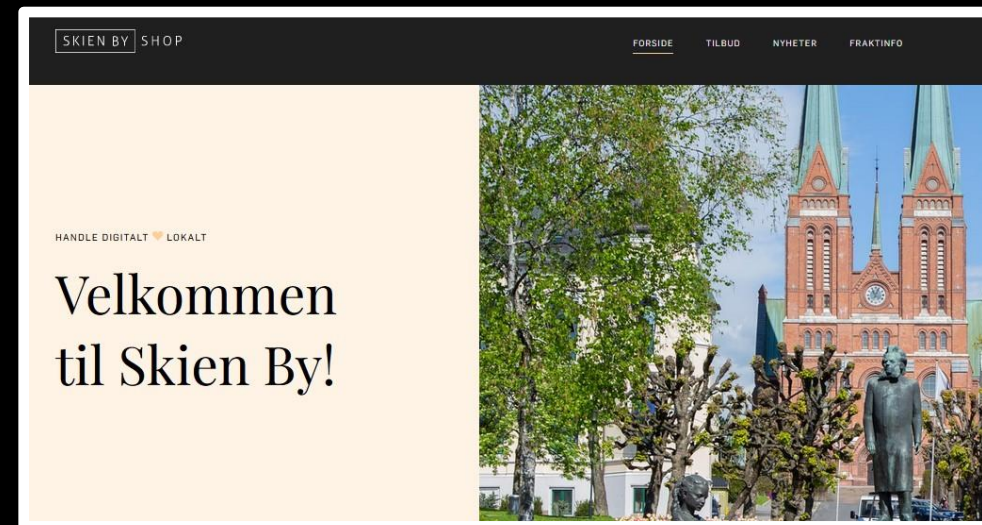 SKIEN BY SHOP
FORSIDE TILBUD NYHETER FRAKTINFO
HANDLE DIGITALT 🧡 LOKALT
Velkommen
til Skien By!